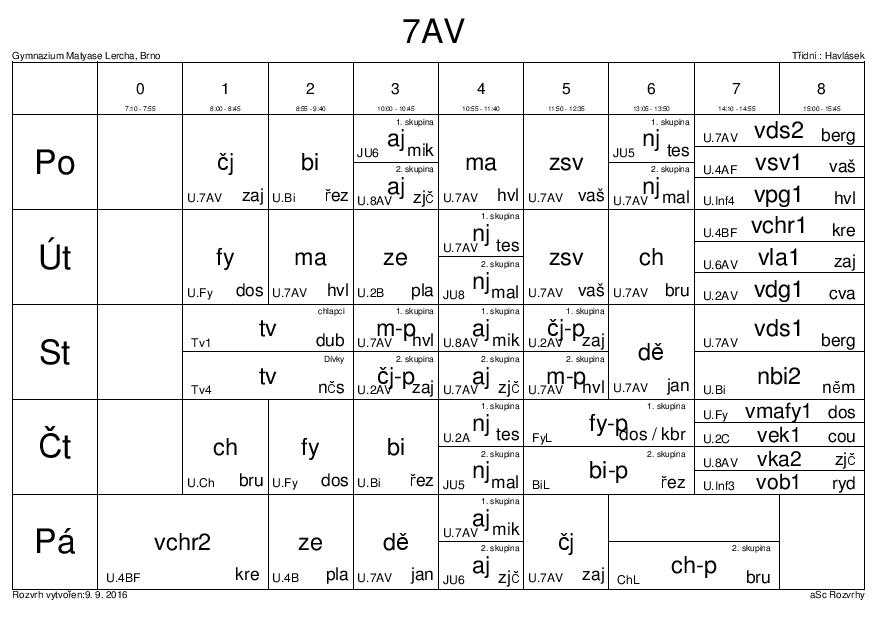 7AV
Gymnazium Matyase Lercha, Brno Třídní : Havlásek
0 1 2 3 4 5 6 7 8
7:10 - 7:55 8:00 - 8:45 8:55 - 9:40 10:00 - 10:45 10:55 - 11:40 11:50 - 12:35 13:05 - 13:50 14:10 - 14:55 15:00 - 15:45
Po
čj
U.7AV zaj
bi
U.Bi řez
1. skupina
aj
JU6 mik
2. skupina
aj
U.8AV zjč
ma
U.7AV hvl
zsv
U.7AV vaš
1. skupina
nj
JU5 tes
2. skupina
nj
U.7AV mal
U.7AV vds2 berg
U.4AF vsv1 vaš
U.Inf4 vpg1 hvl
Út
fy
U.Fy dos
ma
U.7AV hvl
ze
U.2B pla
1. skupina
nj
U.7AV tes
2. skupina
nj
JU8 mal
zsv
U.7AV vaš
ch
U.7AV bru
U.4BF vchr1 kre
U.6AV vla1 zaj
U.2AV vdg1 cva
St
chlapci
tv
Tv1 dub
Dívky
tv
Tv4 nčs
1. skupina
m-p
U.7AV hvl
2. skupina
čj-p
U.2AV zaj
1. skupina
aj
U.8AV mik
2. skupina
aj
U.7AV zjč
1. skupina
čj-p
U.2AV zaj
2. skupina
m-p
U.7AV hvl
dě
U.7AV jan
vds1
U.7AV berg
nbi2
U.Bi něm
Čt
ch
U.Ch bru
fy
U.Fy dos
bi
U.Bi řez
1. skupina
nj
U.2A tes
2. skupina
nj
JU5 mal
1. skupina
fy-p
FyL dos / kbr
2. skupina
bi-p
BiL řez
U.Fy vmafy1 dos
U.2C vek1 cou
U.8AV vka2 zjč
U.Inf3 vob1 ryd
Pá
vchr2
U.4BF kre
ze
U.4B pla
dě
U.7AV jan
1. skupina
aj
U.7AV mik
2. skupina
aj
JU6 zjč
čj
U.7AV zaj
2. skupina
ch-p
ChL bru
Rozvrh vytvořen:9. 9. 2016 aSc Rozvrhy